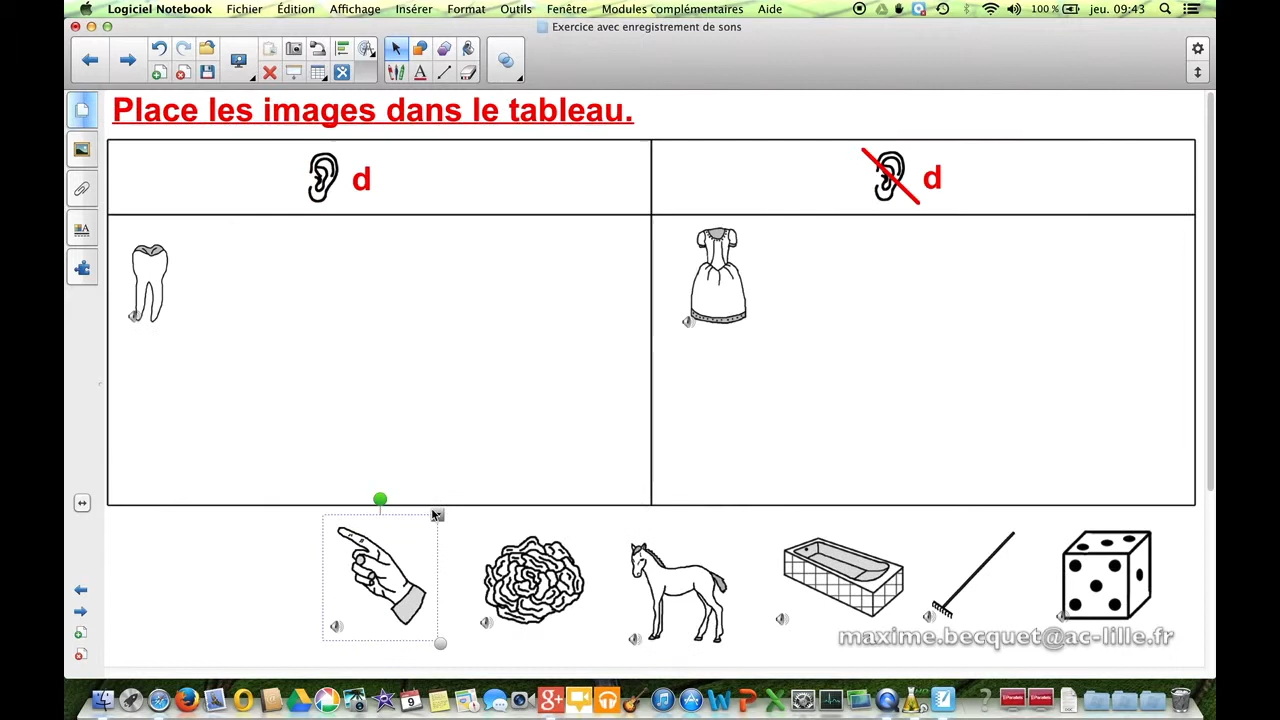 Logiciel Notebook Fichier Édition Affichage Insérer Format Outils Fenêtre Modules complémentaires Aide 100 % jeu. 09:43
Exercice avec enregistrement de sons
Place les images dans le tableau.
d d
maxime.becquet@ac-lille.fr